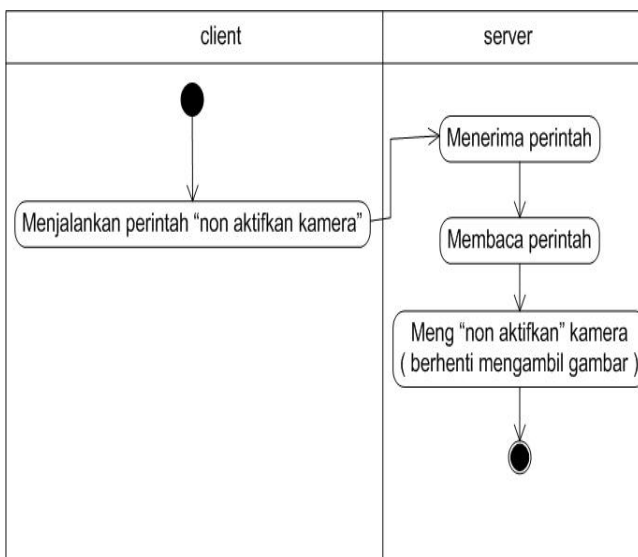 client
server
Menerima perintah
Menjalankan perintah “non aktifkan kamera”
Membaca perintah
Meng “non aktifkan” kamera
( berhenti mengambil gambar )